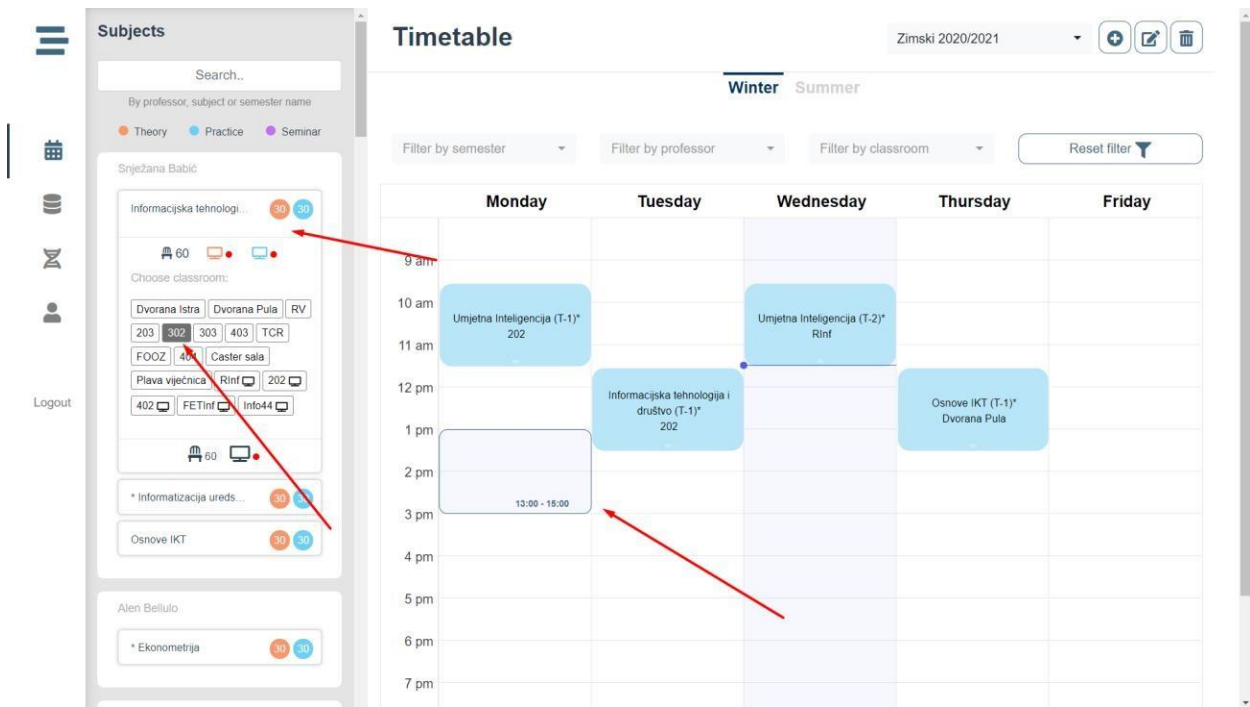 Subjects
Search..
By professor, subject or semester name
Theory Practice Seminar
Snježana Babić
Informacijska tehnologi... 30 30
60
Choose classroom:
Dvorana Istra Dvorana Pula RV
203 302 303 403 TCR
FOOZ 404 Caster sala
Plava viječnica RInf 202
402 FETInf Info44
60
* Informatizacija ureds... 30 30
Osnove IKT 30 30
Alen Bellulo
* Ekonometrija 30 30
Logout
Timetable
Zimski 2020/2021
Winter Summer
Filter by semester Filter by professor Filter by classroom Reset filter
Monday Tuesday Wednesday Thursday Friday
9 am
10 am
Umjetna Inteligencija (T-1)*
202
Umjetna Inteligencija (T-2)*
RInf
11 am
12 pm
Informacijska tehnologija i
društvo (T-1)*
202
Osnove IKT (T-1)*
Dvorana Pula
1 pm
2 pm
13:00 - 15:00
3 pm
4 pm
5 pm
6 pm
7 pm